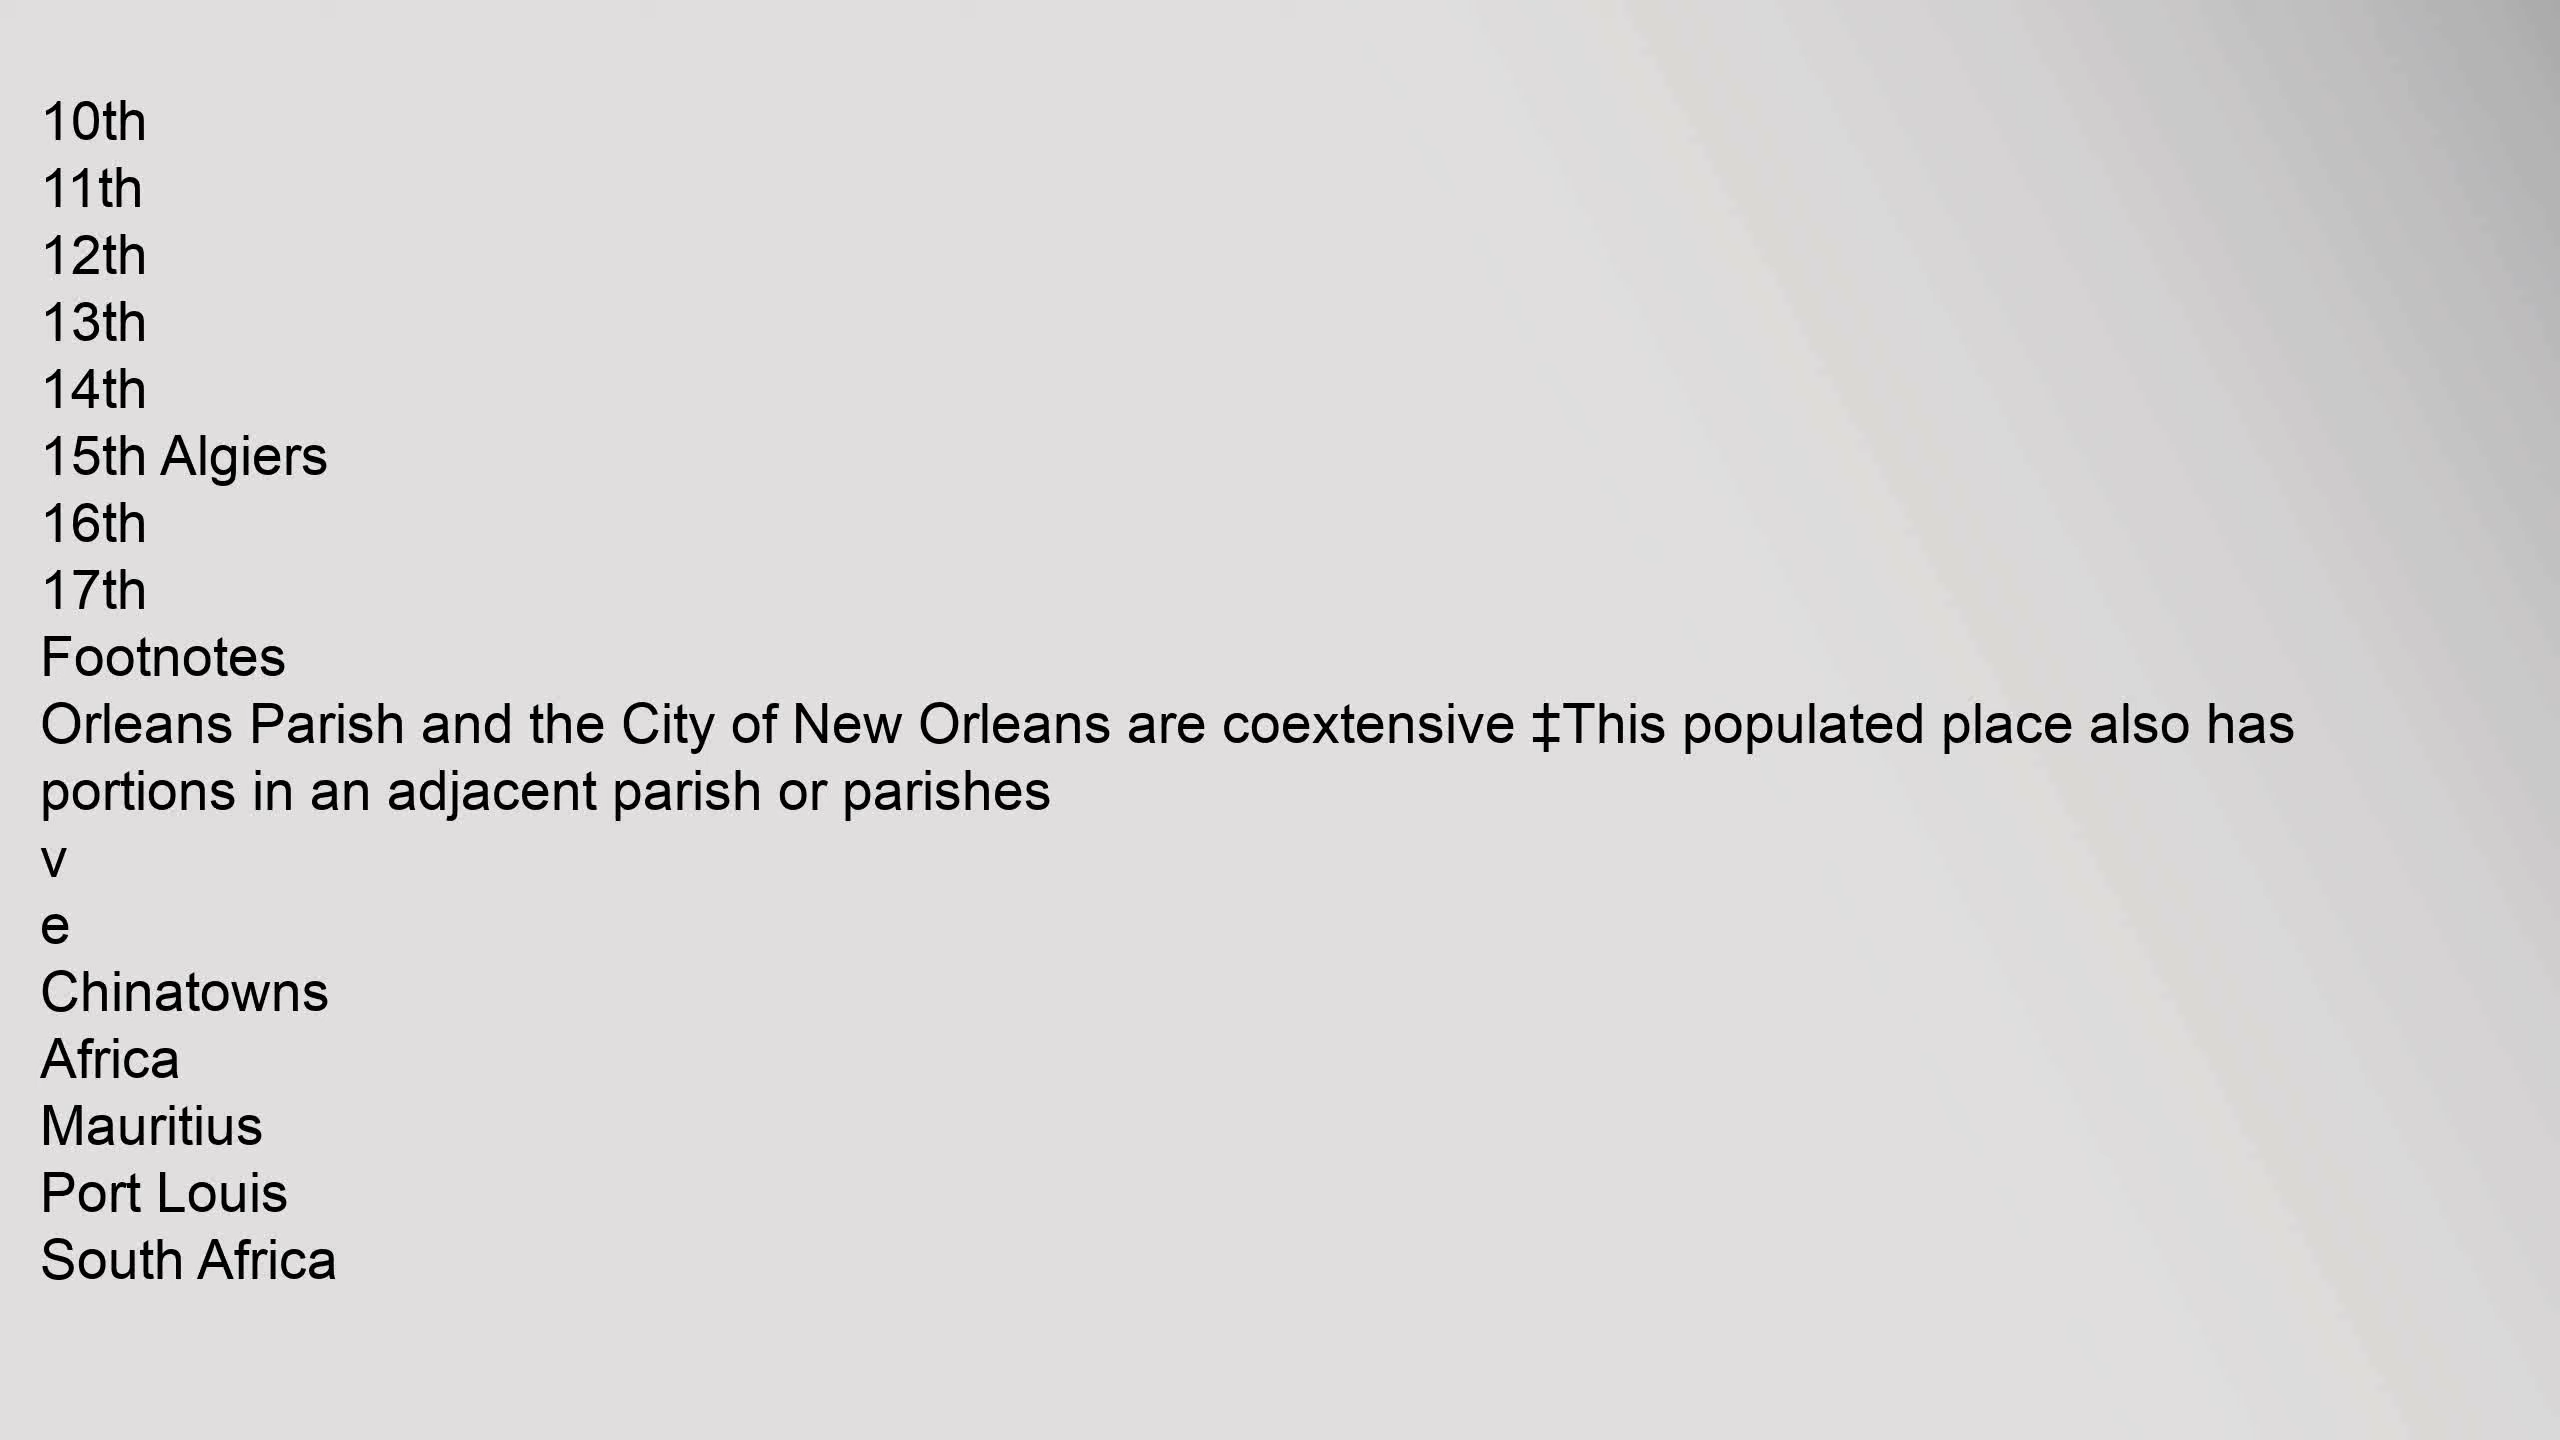 10th
11th
12th
13th
14th
15th Algiers
16th
17th
Footnotes
Orleans Parish and the City of New Orleans are coextensive ‡This populated place also has
portions in an adjacent parish or parishes
v
e
Chinatowns
Africa
Mauritius
Port Louis
South Africa